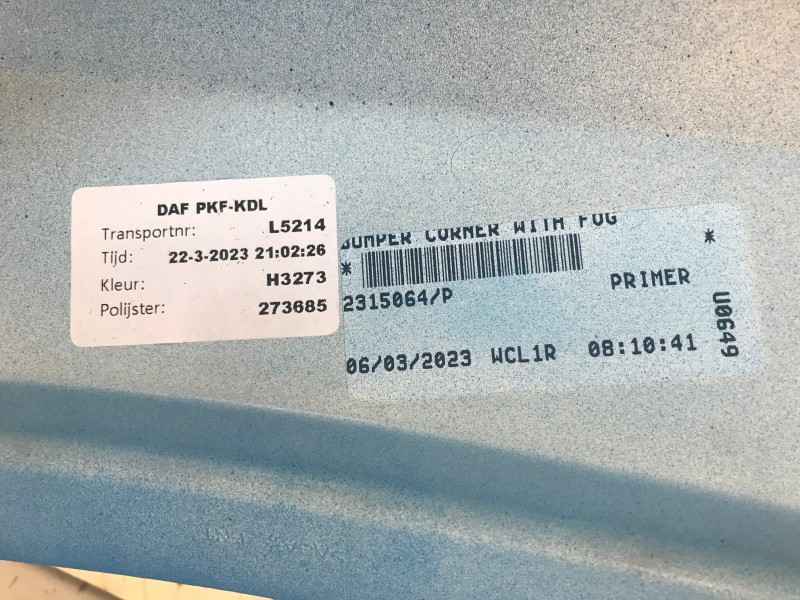 DAF PKF-KDL
Transportnr: L5214
Tijd: 22-3-2023 21:02:26
Kleur: H3273
Polijster: 273685
BUMPER CORNER WITH FOG
* *
2315064/P PRIMER
06/03/2023 WCL1R 08:10:41
U0649